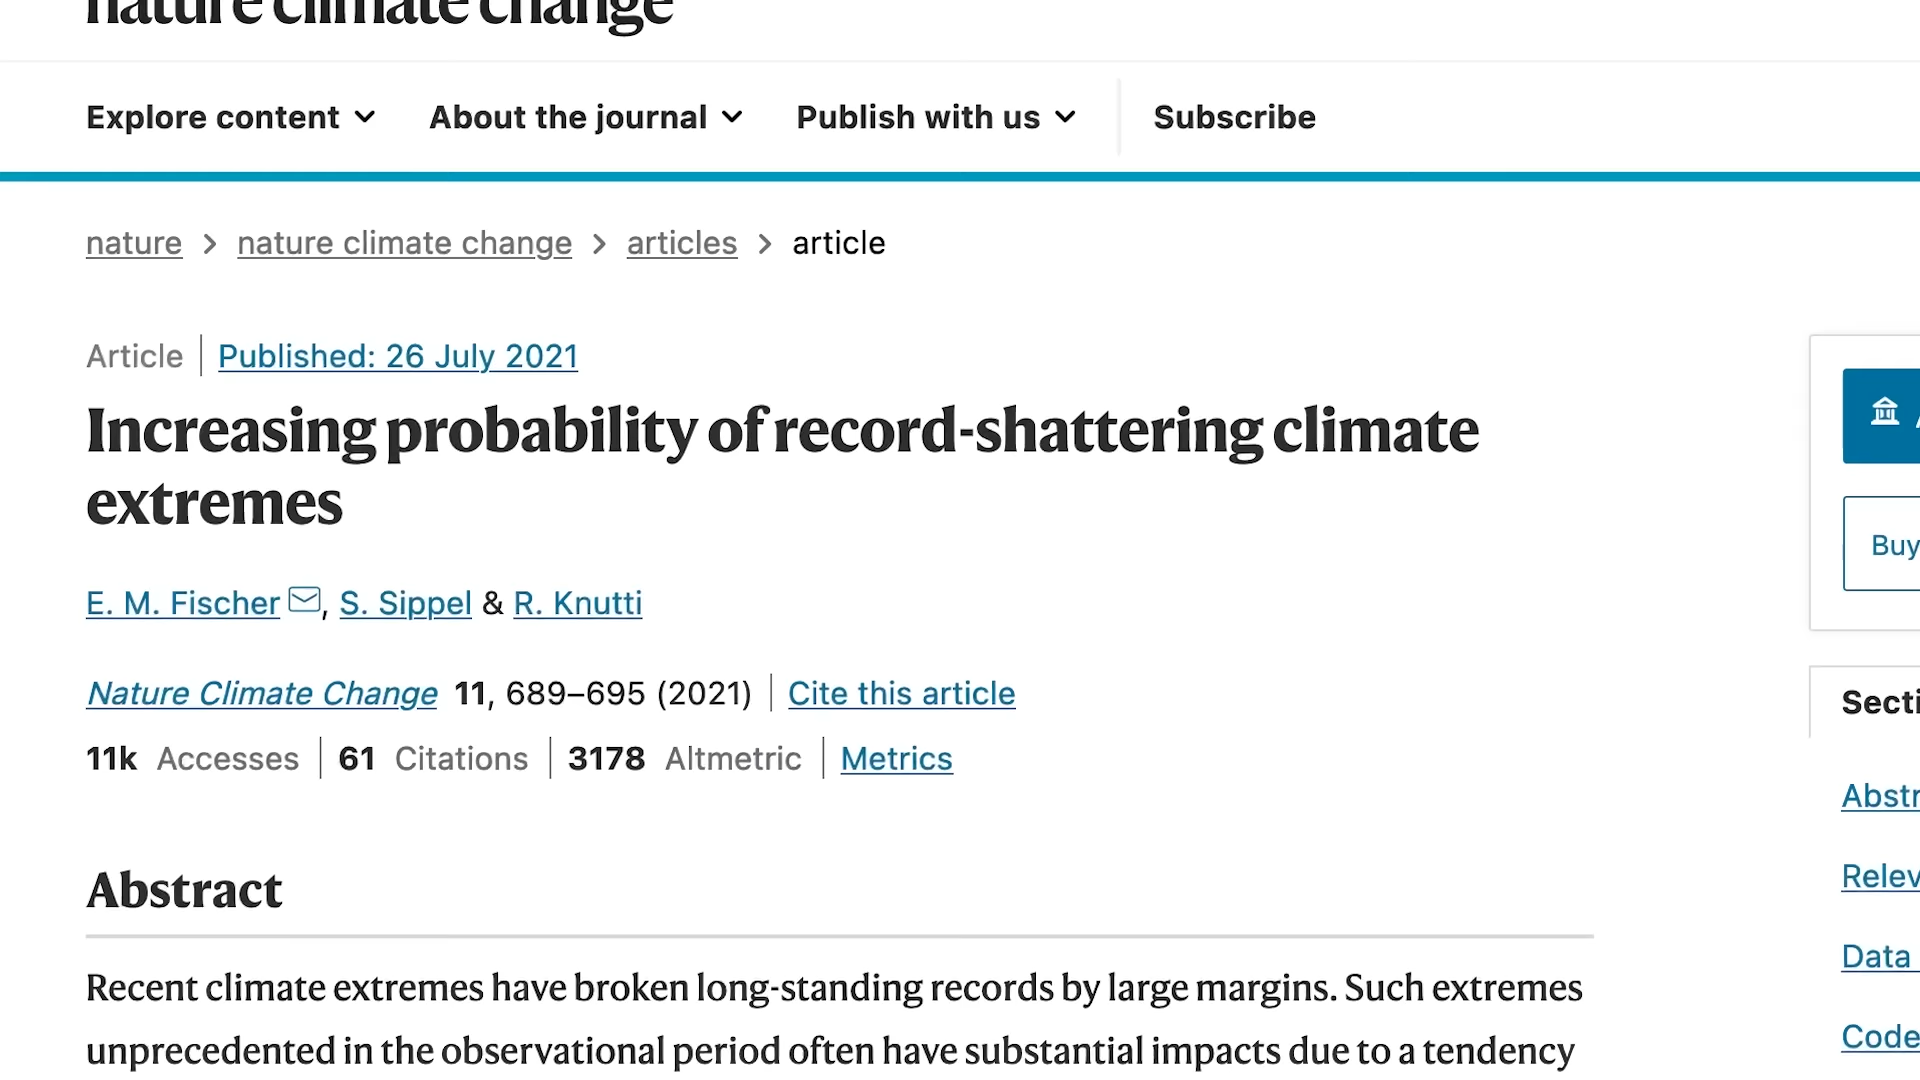 nature climate change
Explore content About the journal Publish with us Subscribe
nature > nature climate change > articles > article
Article | Published: 26 July 2021
Increasing probability of record-shattering climate
extremes
E. M. Fischer, S. Sippel & R. Knutti
Nature Climate Change 11, 689–695 (2021) | Cite this article
11k Accesses | 61 Citations | 3178 Altmetric | Metrics
Abstract
Recent climate extremes have broken long-standing records by large margins. Such extremes
unprecedented in the observational period often have substantial impacts due to a tendency
Buy
Secti
Abstr
Relev
Data
Code